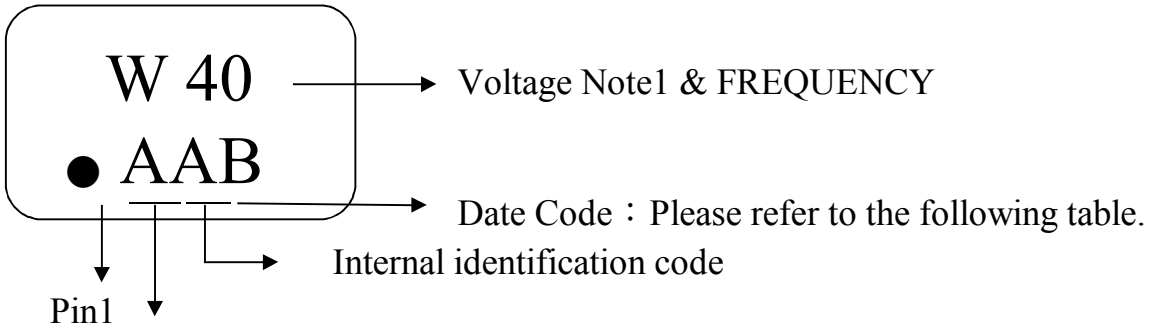 W 40
Voltage Note1 & FREQUENCY
● AAB
Date Code：Please refer to the following table.
Internal identification code
Pin1